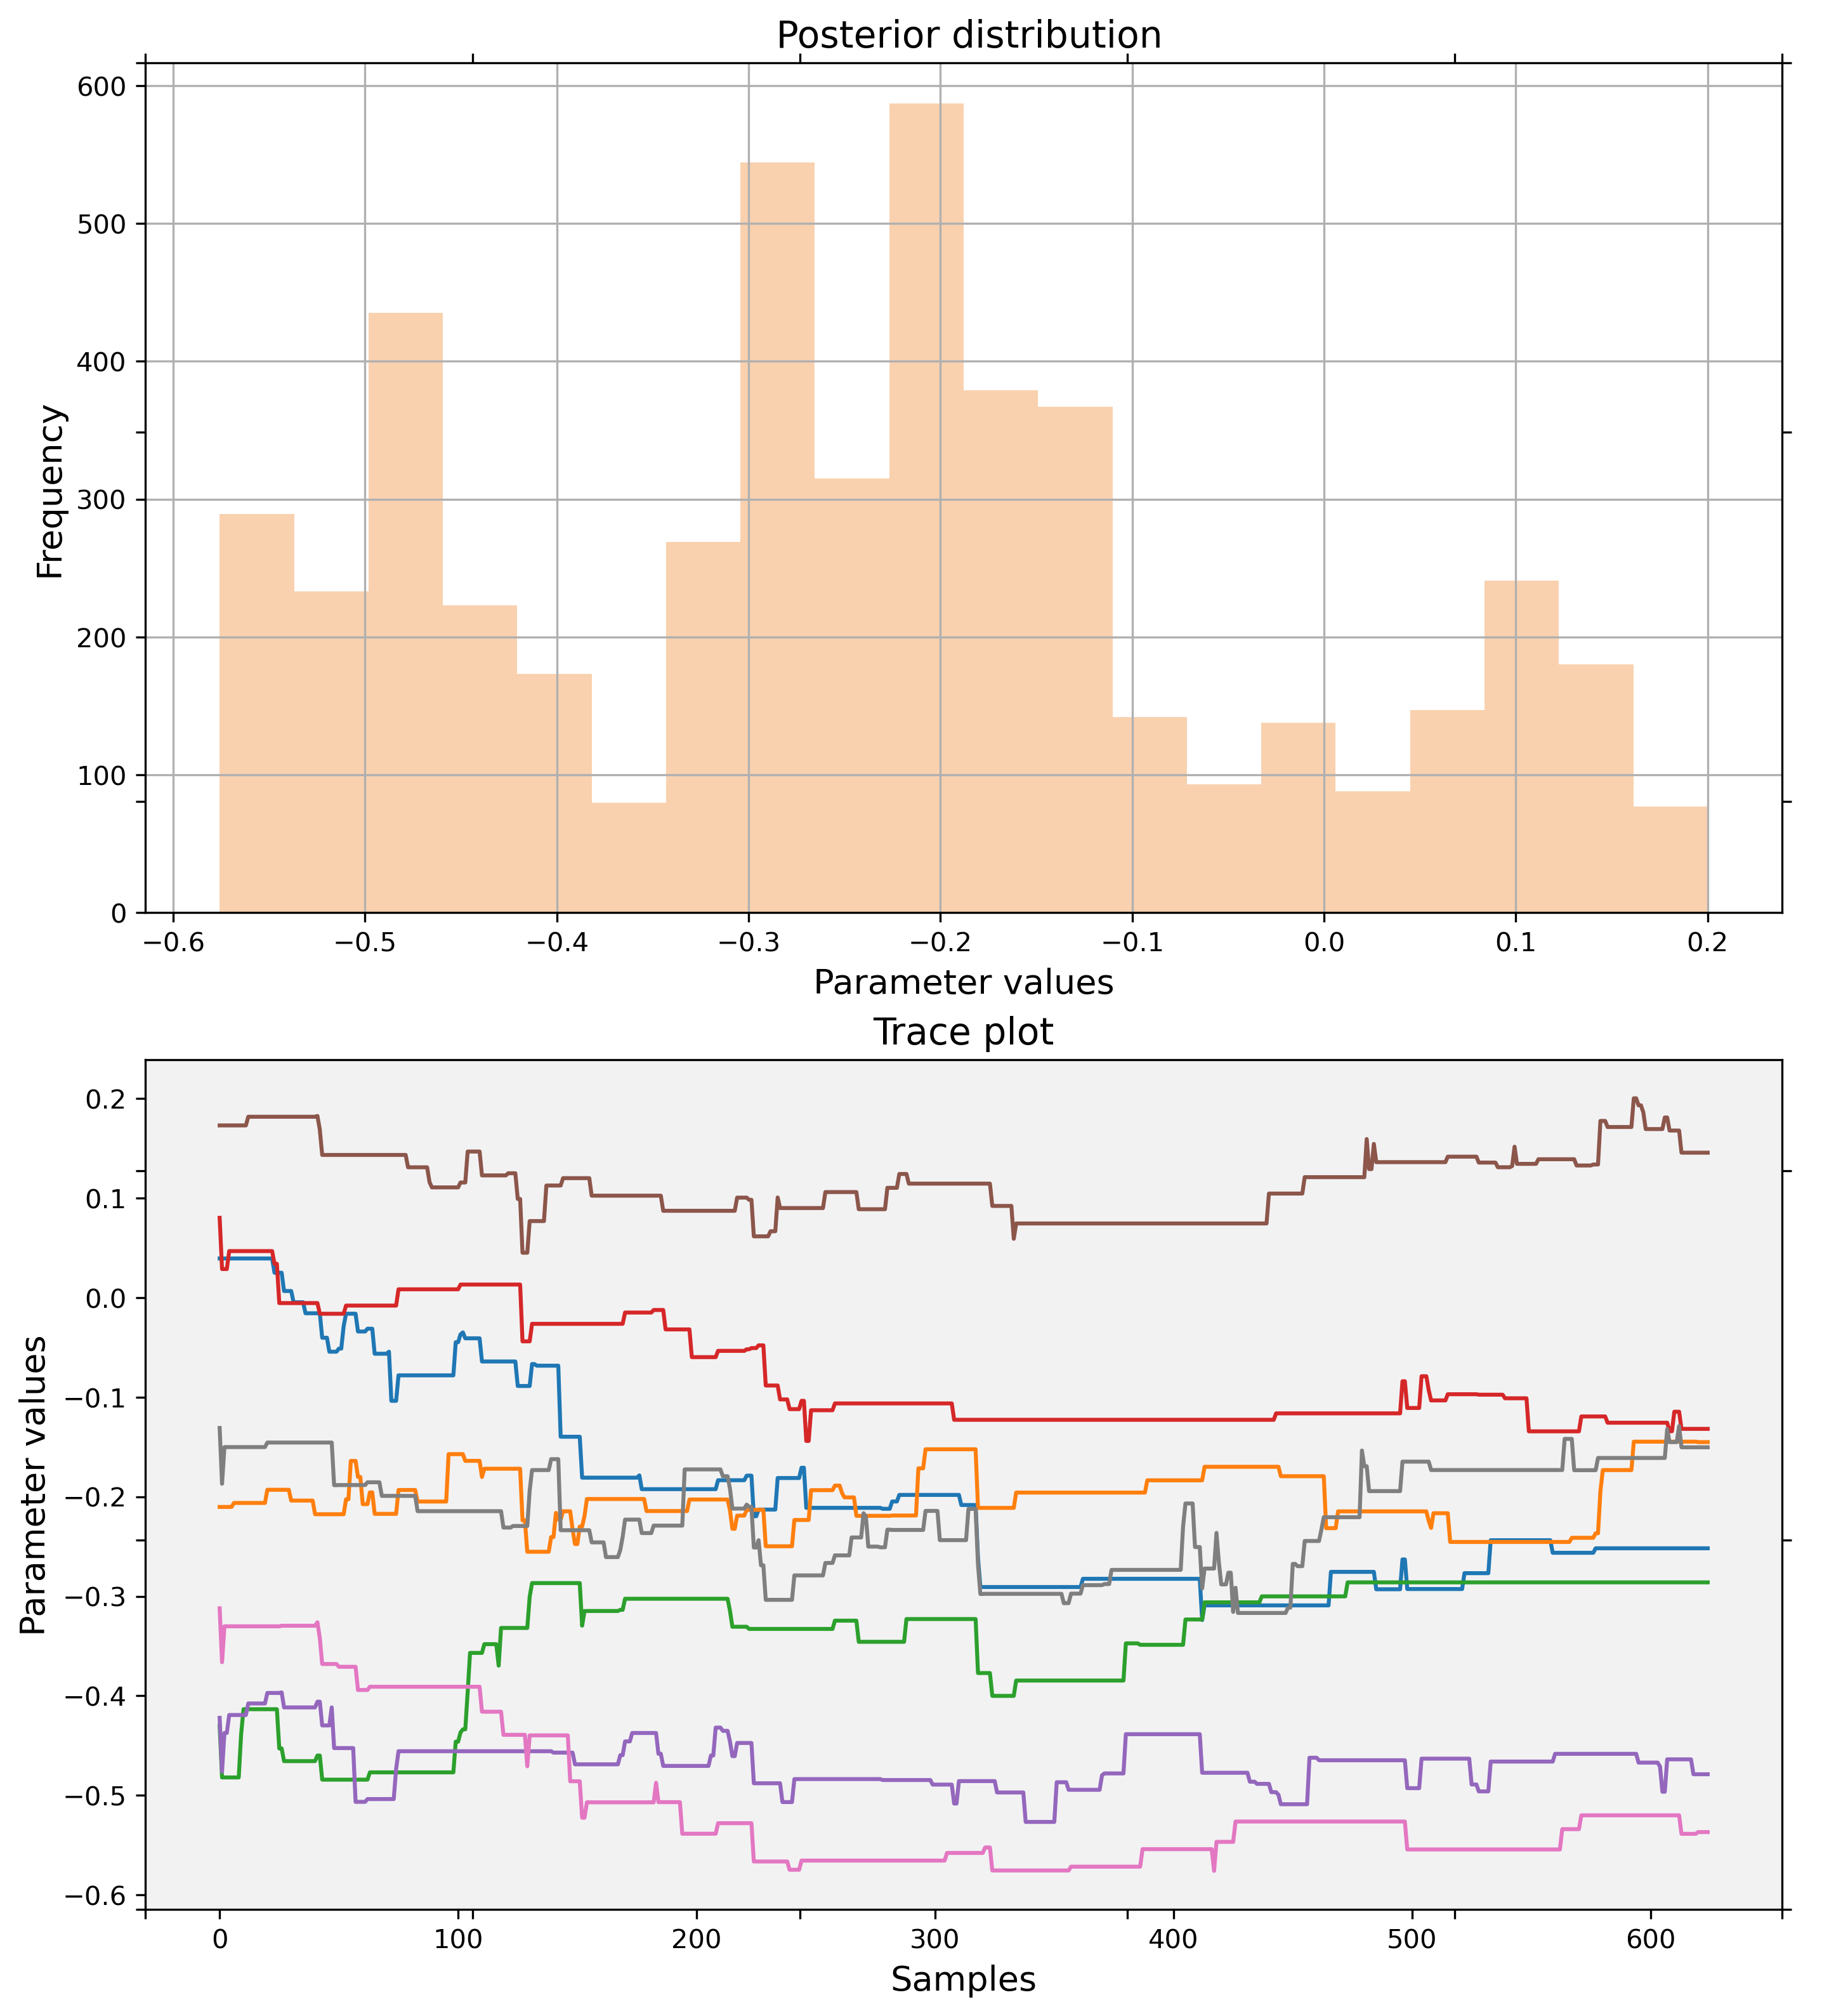 Posterior distribution
600
500
400
300
200
100
0
Frequency
−0.6 −0.5 −0.4 −0.3 −0.2 −0.1 0.0 0.1 0.2
Parameter values
Trace plot
0.2
0.1
0.0
−0.1
−0.2
−0.3
−0.4
−0.5
−0.6
Parameter values
0 100 200 300 400 500 600
Samples